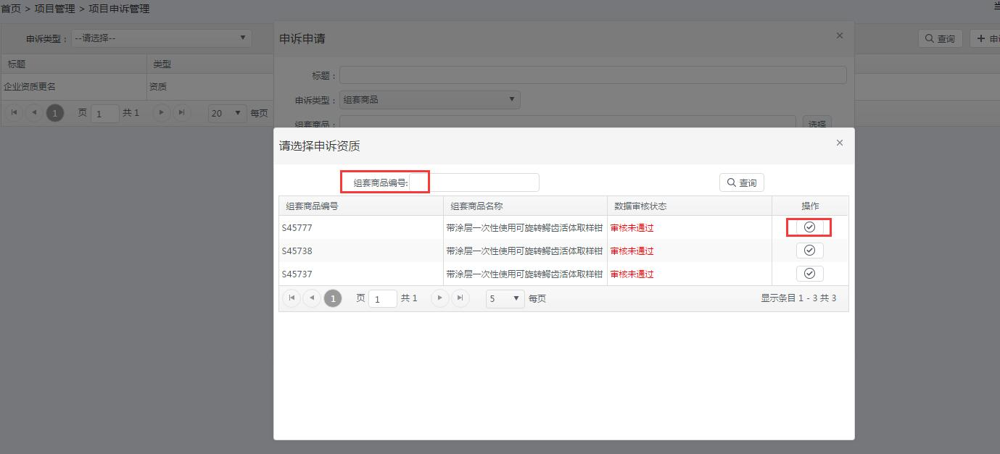 首页 > 项目管理 > 项目申诉管理
申诉类型： --请选择--
查询
标题 类型
企业资质更名 资质
1 页 1 共 1 20 每页
申诉申请
标题：
申诉类型： 组套商品
组套商品： 选择
请选择申诉资质
组套商品编号: 查询
组套商品编号 组套商品名称 数据审核状态 操作
S45777 带涂层一次性使用可旋转鳄齿活体取样钳 审核未通过
S45738 带涂层一次性使用可旋转鳄齿活体取样钳 审核未通过
S45737 带涂层一次性使用可旋转鳄齿活体取样钳 审核未通过
1 页 1 共 1 5 每页 显示条目 1 - 3 共 3